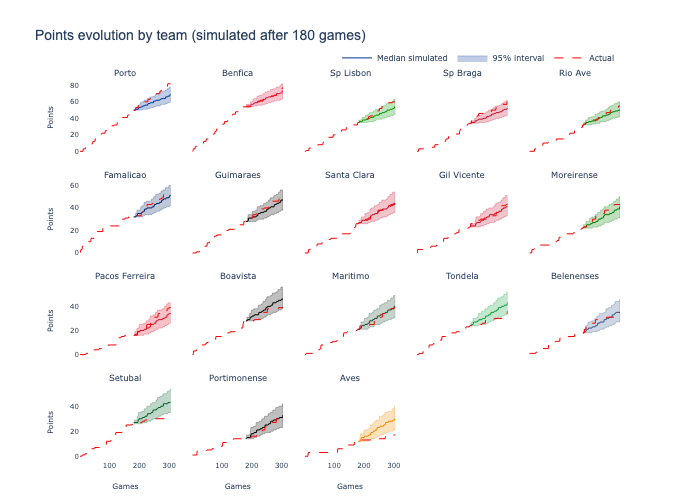 Points evolution by team (simulated after 180 games)
Median simulated 95% interval Actual
Porto Benfica Sp Lisbon Sp Braga Rio Ave
80
60
40
20
0
Points
Famalicao Guimaraes Santa Clara Gil Vicente Moreirense
60
40
20
0
Points
Pacos Ferreira Boavista Maritimo Tondela Belenenses
40
20
0
Points
Setubal Portimonense Aves
40
20
0
Points
100 200 300 100 200 300 100 200 300
Games Games Games